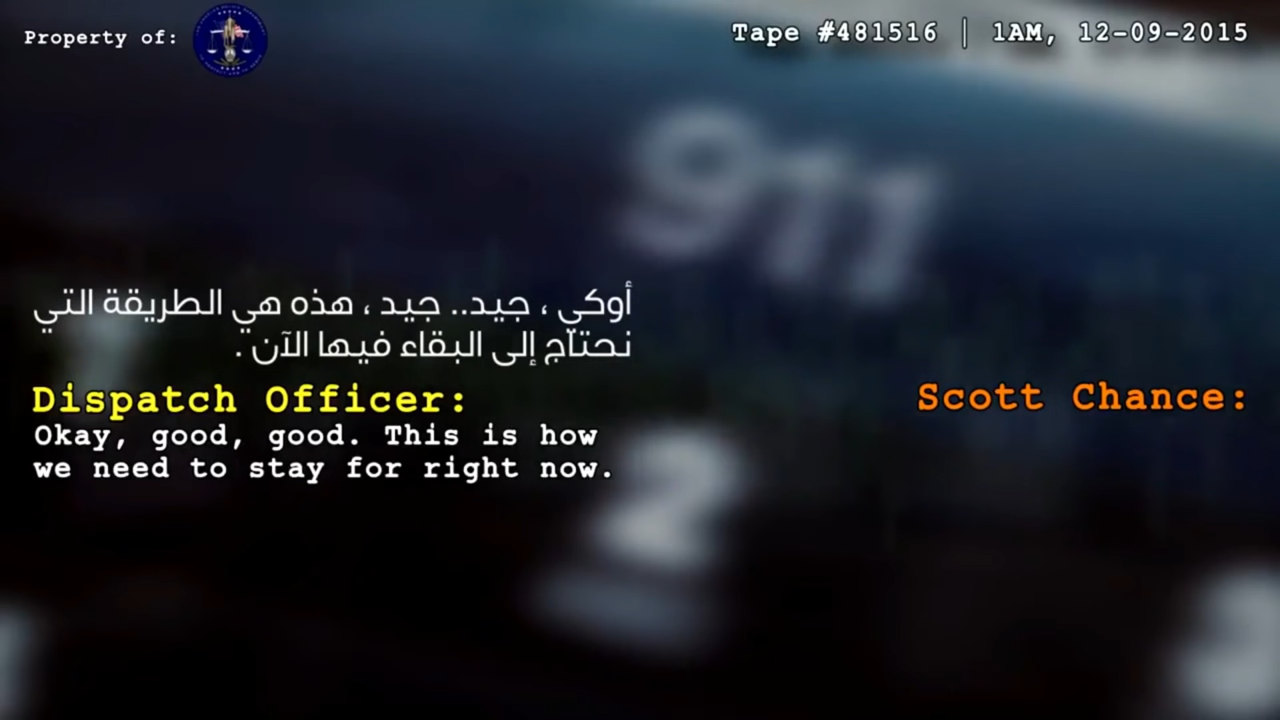 Property of:
Tape #481516 | 1AM, 12-09-2015
911
أوكي ، جيد.. جيد ، هذه هي الطريقة التي
نحتاج إلى البقاء فيها الآن .
Dispatch Officer:
Scott Chance:
Okay, good, good. This is how
we need to stay for right now.
2